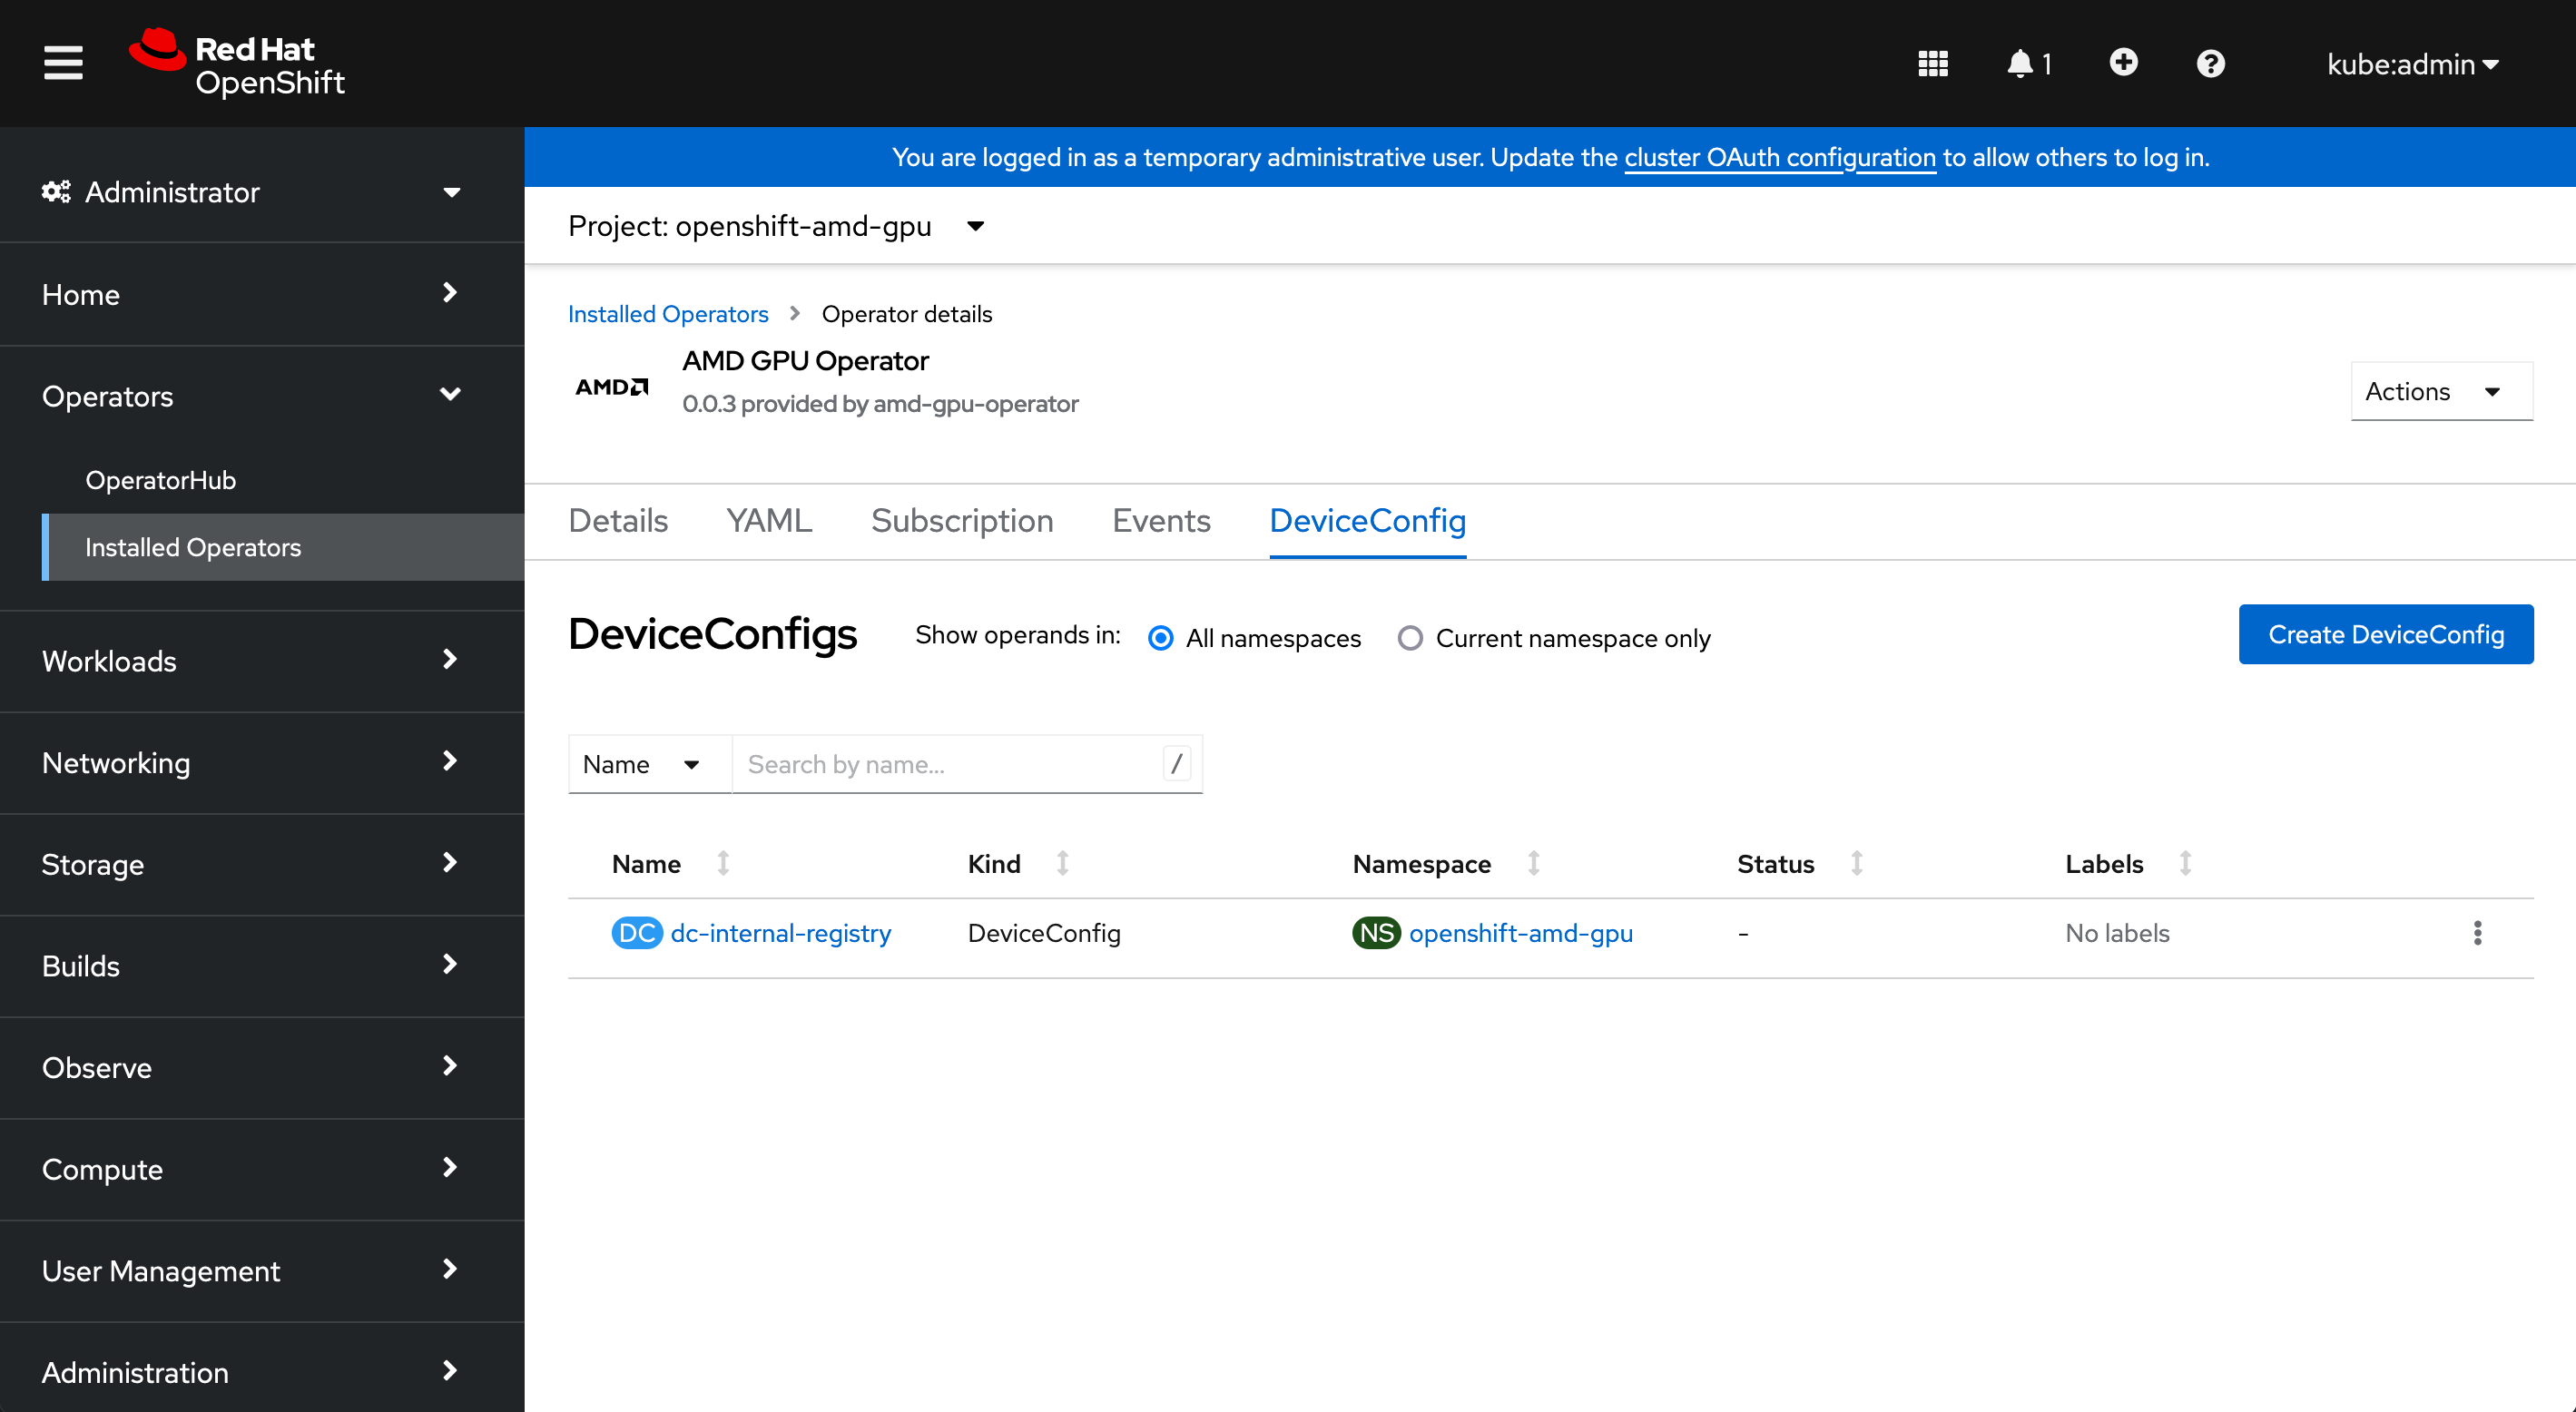 Red Hat
OpenShift
1
kube:admin
Administrator
Home
Operators
OperatorHub
Installed Operators
Workloads
Networking
Storage
Builds
Observe
Compute
User Management
Administration
You are logged in as a temporary administrative user. Update the cluster OAuth configuration to allow others to log in.
Project: openshift-amd-gpu
Installed Operators > Operator details
AMD
AMD GPU Operator
0.0.3 provided by amd-gpu-operator
Actions
Details YAML Subscription Events DeviceConfig
DeviceConfigs Show operands in: All namespaces Current namespace only Create DeviceConfig
Name Search by name... /
Name Kind Namespace Status Labels
DC dc-internal-registry DeviceConfig NS openshift-amd-gpu - No labels